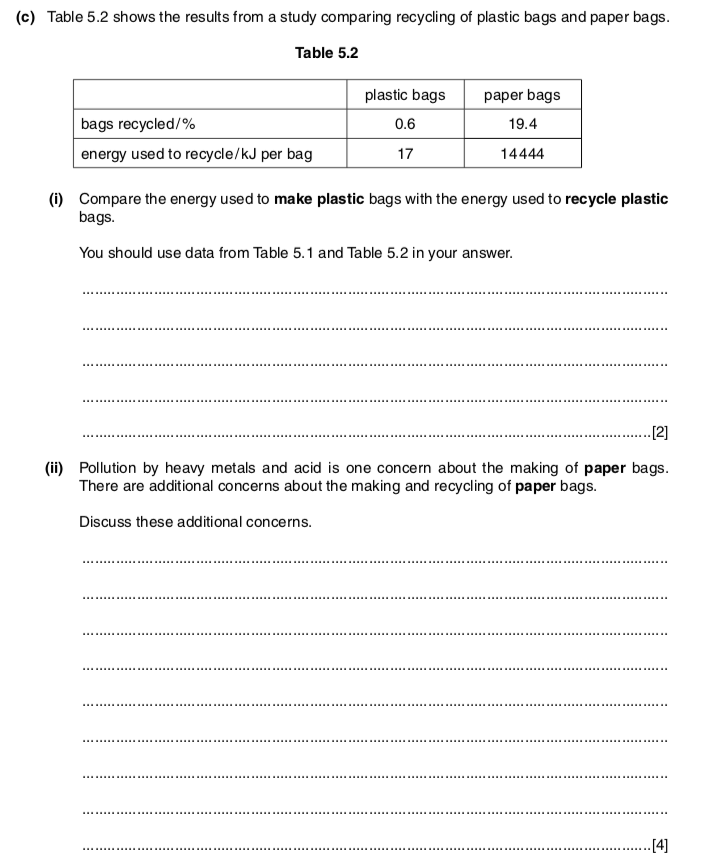 (c) Table 5.2 shows the results from a study comparing recycling of plastic bags and paper bags.
Table 5.2
plastic bags paper bags
bags recycled/% 0.6 19.4
energy used to recycle/kJ per bag 17 14444
(i) Compare the energy used to make plastic bags with the energy used to recycle plastic
bags.
You should use data from Table 5.1 and Table 5.2 in your answer.
[2]
(ii) Pollution by heavy metals and acid is one concern about the making of paper bags.
There are additional concerns about the making and recycling of paper bags.
Discuss these additional concerns.
[4]